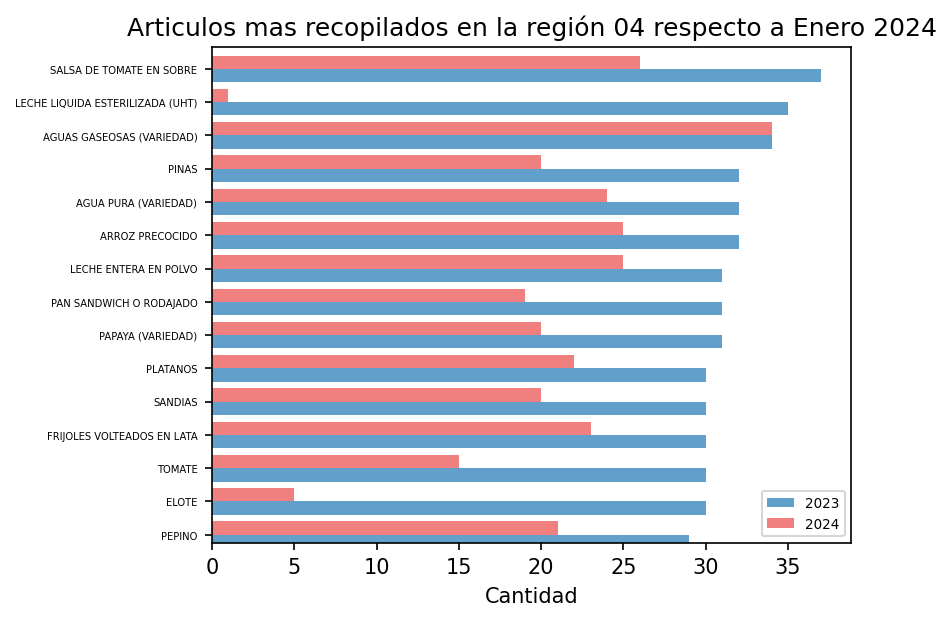 Articulos mas recopilados en la región 04 respecto a Enero 2024
SALSA DE TOMATE EN SOBRE
LECHE LIQUIDA ESTERILIZADA (UHT)
AGUAS GASEOSAS (VARIEDAD)
PINAS
AGUA PURA (VARIEDAD)
ARROZ PRECOCIDO
LECHE ENTERA EN POLVO
PAN SANDWICH O RODAJADO
PAPAYA (VARIEDAD)
PLATANOS
SANDIAS
FRIJOLES VOLTEADOS EN LATA
TOMATE
ELOTE
PEPINO
2023
2024
0 5 10 15 20 25 30 35
Cantidad